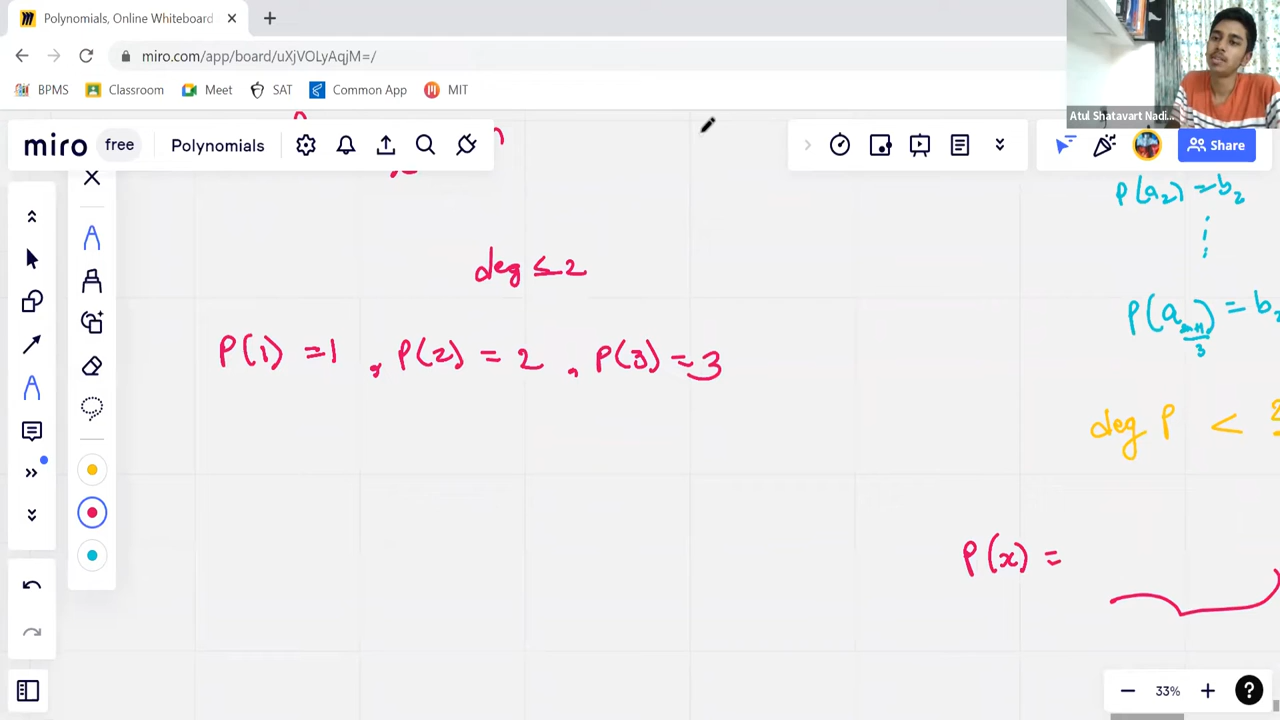 Polynomials, Online Whiteboard
miro.com/app/board/uXjVOLyAqjM=/
BPMS Classroom Meet SAT Common App MIT
Atul Shatavart Nadi...
miro free Polynomials
Share
P(a2) = b2
deg ≤ 2
P(1) = 1 , P(2) = 2 , P(3) = 3
3
deg P <
P(x) =
33%